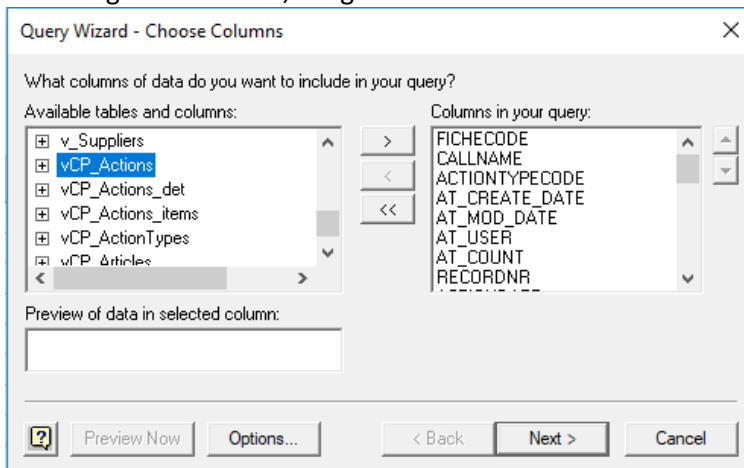 Query Wizard - Choose Columns
What columns of data do you want to include in your query?
Available tables and columns:
Columns in your query:
v_Suppliers
vCP_Actions
vCP_Actions_det
vCP_Actions_items
vCP_ActionTypes
vCP_Articles
>
<
<<
FICHECODE
CALLNAME
ACTIONTYPECODE
AT_CREATE_DATE
AT_MOD_DATE
AT_USER
AT_COUNT
RECORDNR
Preview of data in selected column:
Preview Now
Options...
< Back
Next >
Cancel